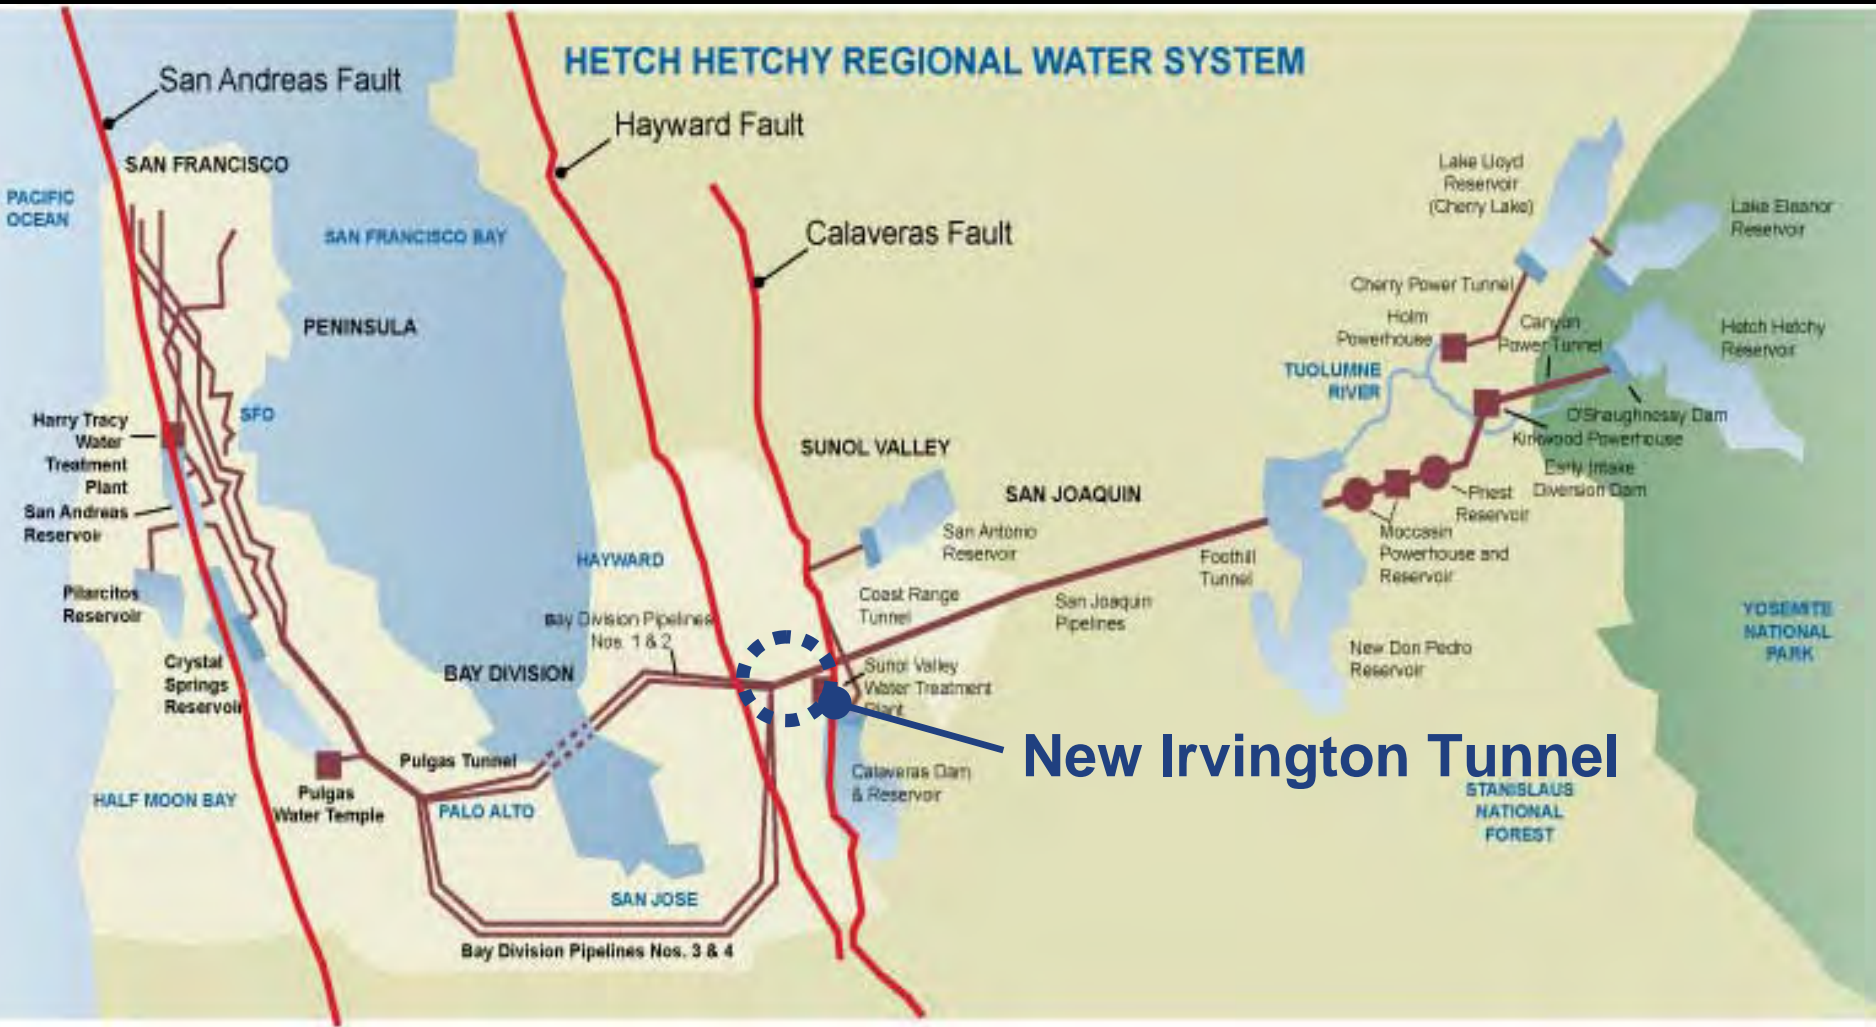 HETCH HETCHY REGIONAL WATER SYSTEM
San Andreas Fault
Hayward Fault
Calaveras Fault
SAN FRANCISCO
PACIFIC
OCEAN
SAN FRANCISCO BAY
PENINSULA
SFO
Harry Tracy
Water
Treatment
Plant
San Andreas
Reservoir
Pilarcitos
Reservoir
Crystal
Springs
Reservoir
HALF MOON BAY
Pulgas
Water Temple
Pulgas Tunnel
PALO ALTO
BAY DIVISION
HAYWARD
Bay Division Pipelines
Nos. 1 & 2
SAN JOSE
Bay Division Pipelines Nos. 3 & 4
SUNOL VALLEY
San Antonio
Reservoir
Coast Range
Tunnel
Sunol Valley
Water Treatment
Plant
Calaveras Dam
& Reservoir
New Irvington Tunnel
SAN JOAQUIN
San Joaquin
Pipelines
Foothill
Tunnel
New Don Pedro
Reservoir
Moccasin
Powerhouse and
Reservoir
Priest
Reservoir
Early Intake
Diversion Dam
Kirkwood Powerhouse
O'Shaughnessy Dam
TUOLUMNE
RIVER
Holm
Powerhouse
Canyon
Power Tunnel
Cherry Power Tunnel
Lake Lloyd
Reservoir
(Cherry Lake)
Lake Eleanor
Reservoir
Hetch Hetchy
Reservoir
YOSEMITE
NATIONAL
PARK
STANISLAUS
NATIONAL
FOREST